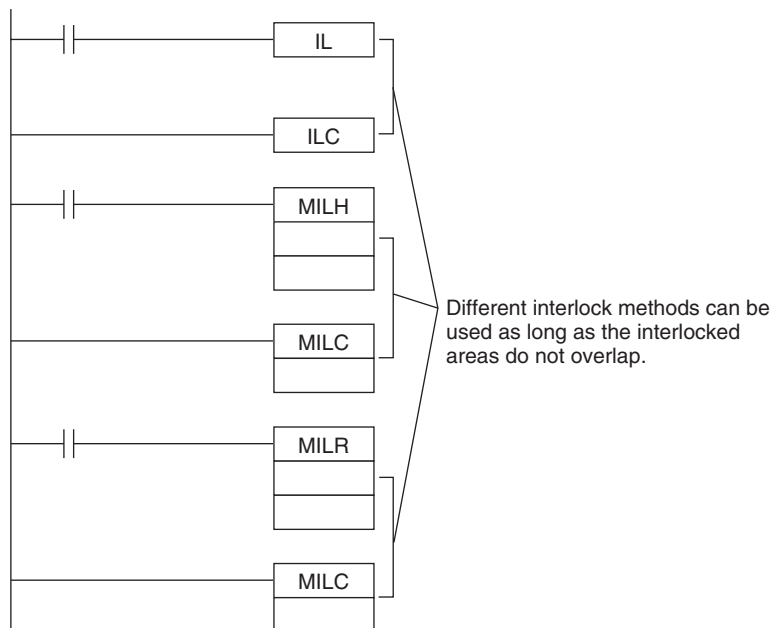 IL
ILC
MILH
Different interlock methods can be
used as long as the interlocked
areas do not overlap.
MILC
MILR
MILC